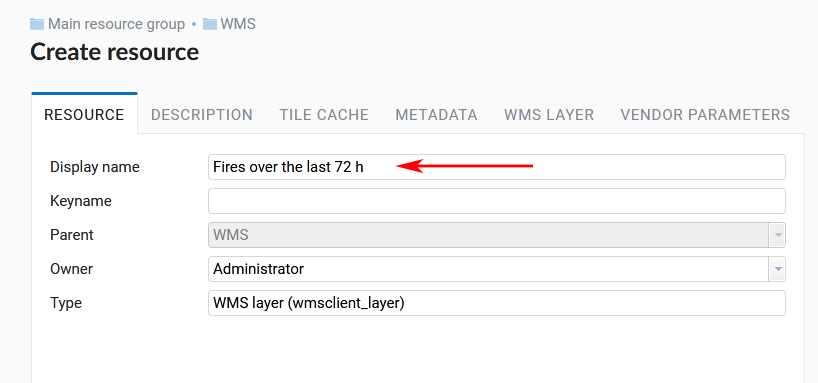 Main resource group • WMS
Create resource
RESOURCE DESCRIPTION TILE CACHE METADATA WMS LAYER VENDOR PARAMETERS
Display name Fires over the last 72 h
Keyname
Parent WMS
Owner Administrator
Type WMS layer (wmsclient_layer)